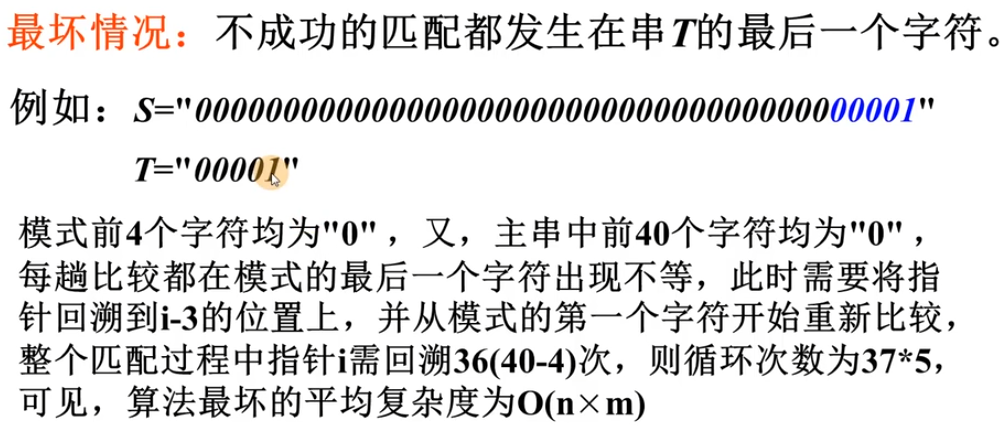 最坏情况：不成功的匹配都发生在串T的最后一个字符。
例如：S="00000000000000000000000000000000000000001"
T="00001"
模式前4个字符均为"0"，又，主串中前40个字符均为"0"，
每趟比较都在模式的最后一个字符出现不等，此时需要将指
针回溯到i-3的位置上，并从模式的第一个字符开始重新比较，
整个匹配过程中指针i需回溯36(40-4)次，则循环次数为37*5，
可见，算法最坏的平均复杂度为O(n×m)